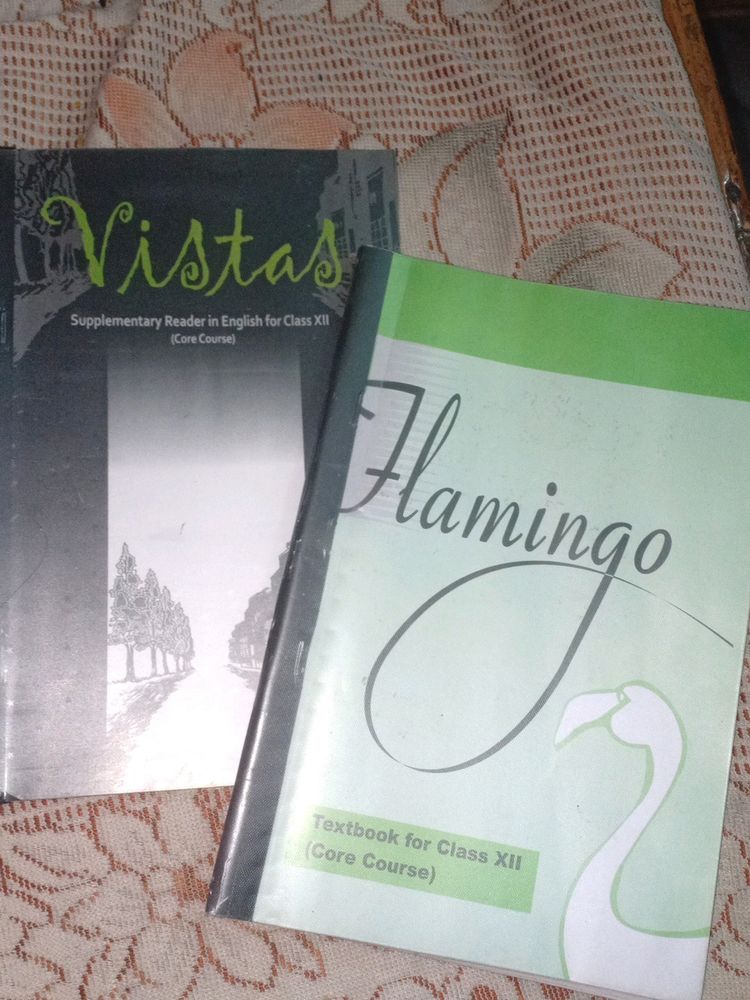 Vistas
Supplementary Reader in English for Class XII
(Core Course)
Flamingo
Textbook for Class XII
(Core Course)